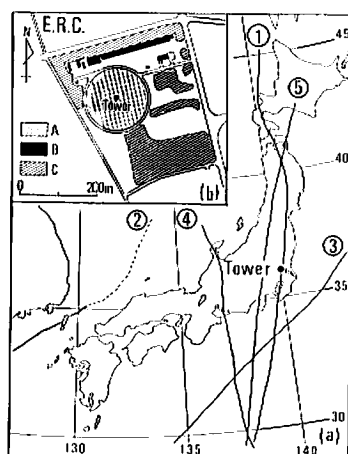 E.R.C.
N
Tower
A
B
C
0 200m
(b)
①
⑤
②
④
③
Tower
45
40
35
30
130
135
140
(a)